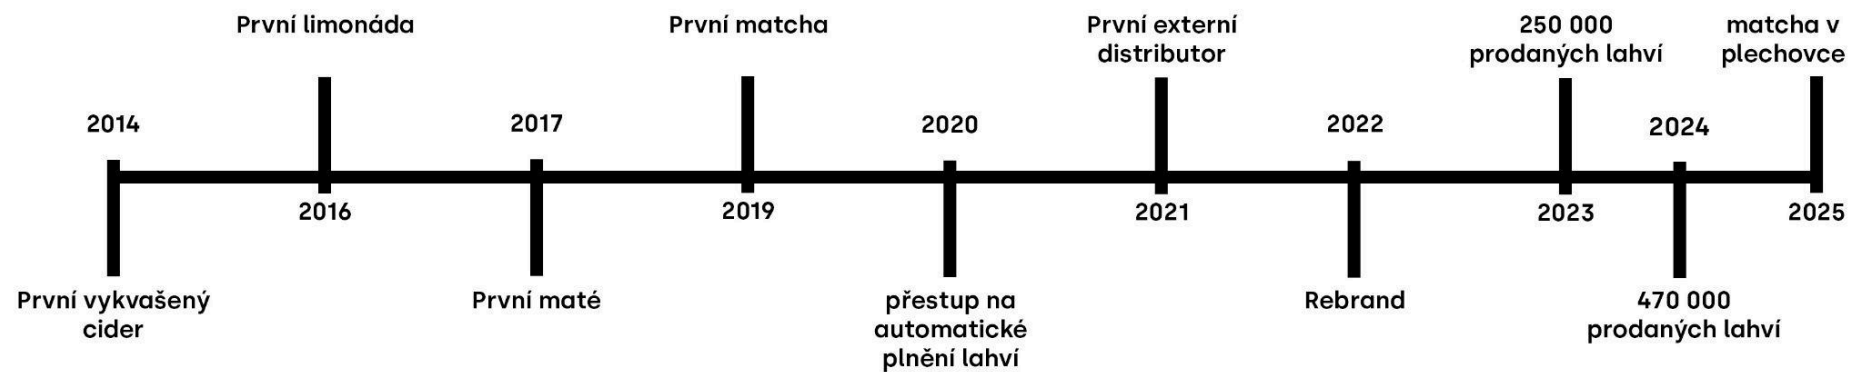 První limonáda
První matcha
První externí
distributor
250 000
prodaných lahví
matcha v
plechovce
2014
2017
2020
2022
2024
2016
2019
2021
2023
2025
První vykvašený
cider
První maté
přestup na
automatické
plnění lahví
Rebrand
470 000
prodaných lahví